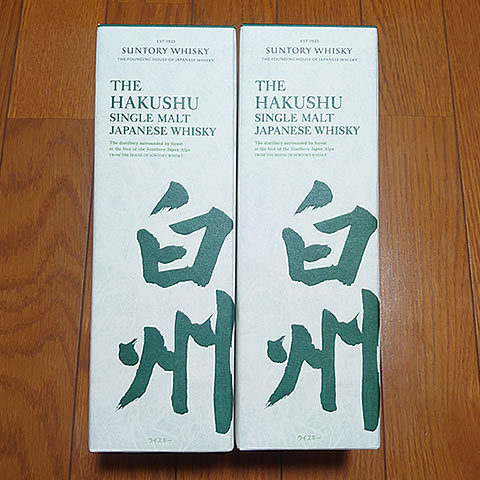 EST 1923
SUNTORY WHISKY
THE FOUNDING HOUSE OF JAPANESE WHISKY
THE
HAKUSHU
SINGLE MALT
JAPANESE WHISKY
The distillery surrounded by forest
at the foot of the Southern Japan Alps
FROM THE HOUSE OF SUNTORY WHISKY
白
州
ウイスキー
EST 1923
SUNTORY WHISKY
THE FOUNDING HOUSE OF JAPANESE WHISKY
THE
HAKUSHU
SINGLE MALT
JAPANESE WHISKY
The distillery surrounded by forest
at the foot of the Southern Japan Alps
FROM THE HOUSE OF SUNTORY WHISKY
白
州
ウイスキー